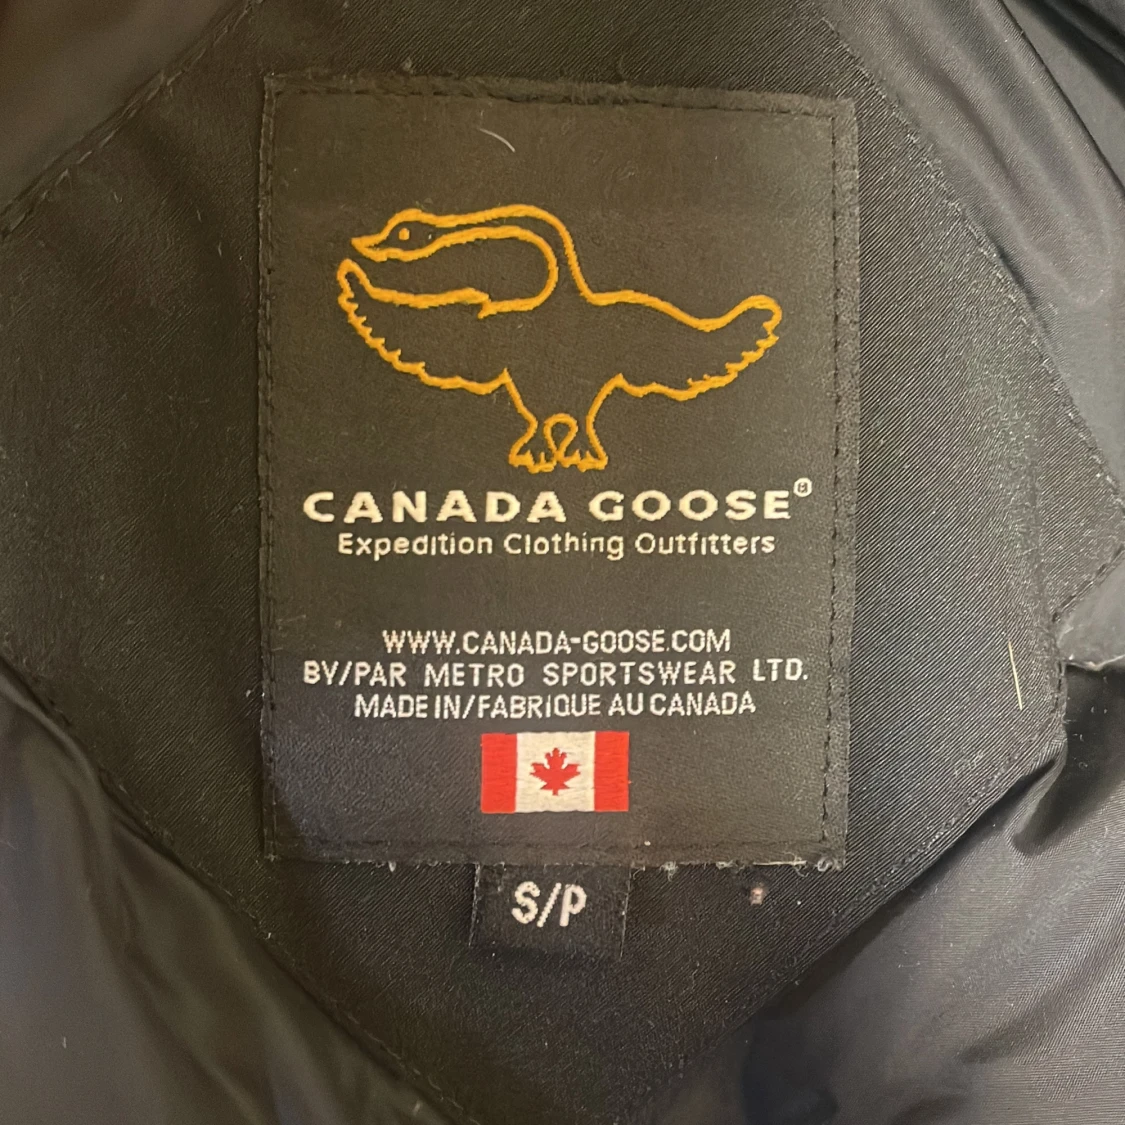 CANADA GOOSE®
Expedition Clothing Outfitters
WWW.CANADA-GOOSE.COM
BY/PAR METRO SPORTSWEAR LTD.
MADE IN/FABRIQUE AU CANADA
S/P